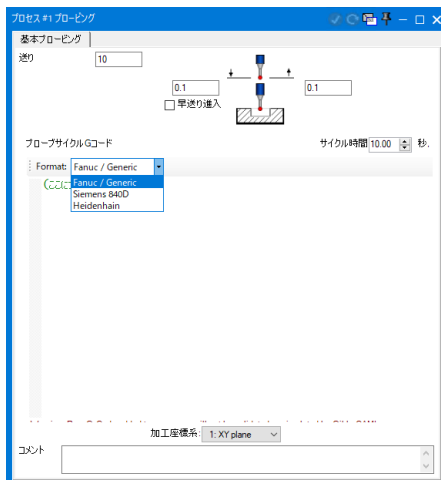 プロセス #1 プロービング
基本プロービング
送り 10
0.1 0.1
早送り進入
プローブサイクル Gコード サイクル時間 10.00 秒.
Format: Fanuc / Generic
Fanuc / Generic
Siemens 840D
Heidenhain
(ここに
加工座標系: 1: XY plane
コメント